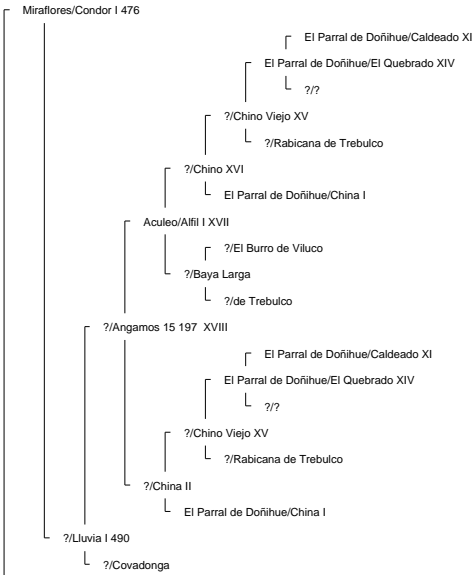 Miraflores/Condor I 476
El Parral de Doñihue/Caldeado XI
El Parral de Doñihue/El Quebrado XIV
?/?
?/Chino Viejo XV
?/Rabicana de Trebulco
?/Chino XVI
El Parral de Doñihue/China I
Aculeo/Alfil I XVII
?/El Burro de Viluco
?/Baya Larga
?/de Trebulco
?/Angamos 15 197  XVIII
El Parral de Doñihue/Caldeado XI
El Parral de Doñihue/El Quebrado XIV
?/?
?/Chino Viejo XV
?/Rabicana de Trebulco
?/China II
El Parral de Doñihue/China I
?/Lluvia I 490
?/Covadonga